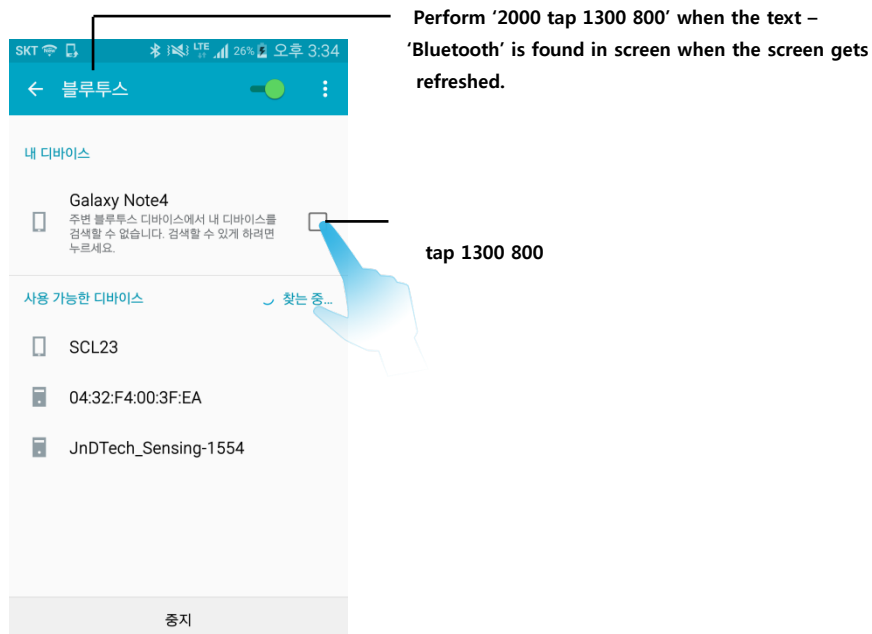 Perform ‘2000 tap 1300 800’ when the text –
‘Bluetooth’ is found in screen when the screen gets
refreshed.
SKT LTE 26% 오후 3:34
블루투스
내 디바이스
Galaxy Note4
주변 블루투스 디바이스에서 내 디바이스를
검색할 수 없습니다. 검색할 수 있게 하려면
누르세요.
tap 1300 800
사용 가능한 디바이스 찾는 중...
SCL23
04:32:F4:00:3F:EA
JnDTech_Sensing-1554
중지